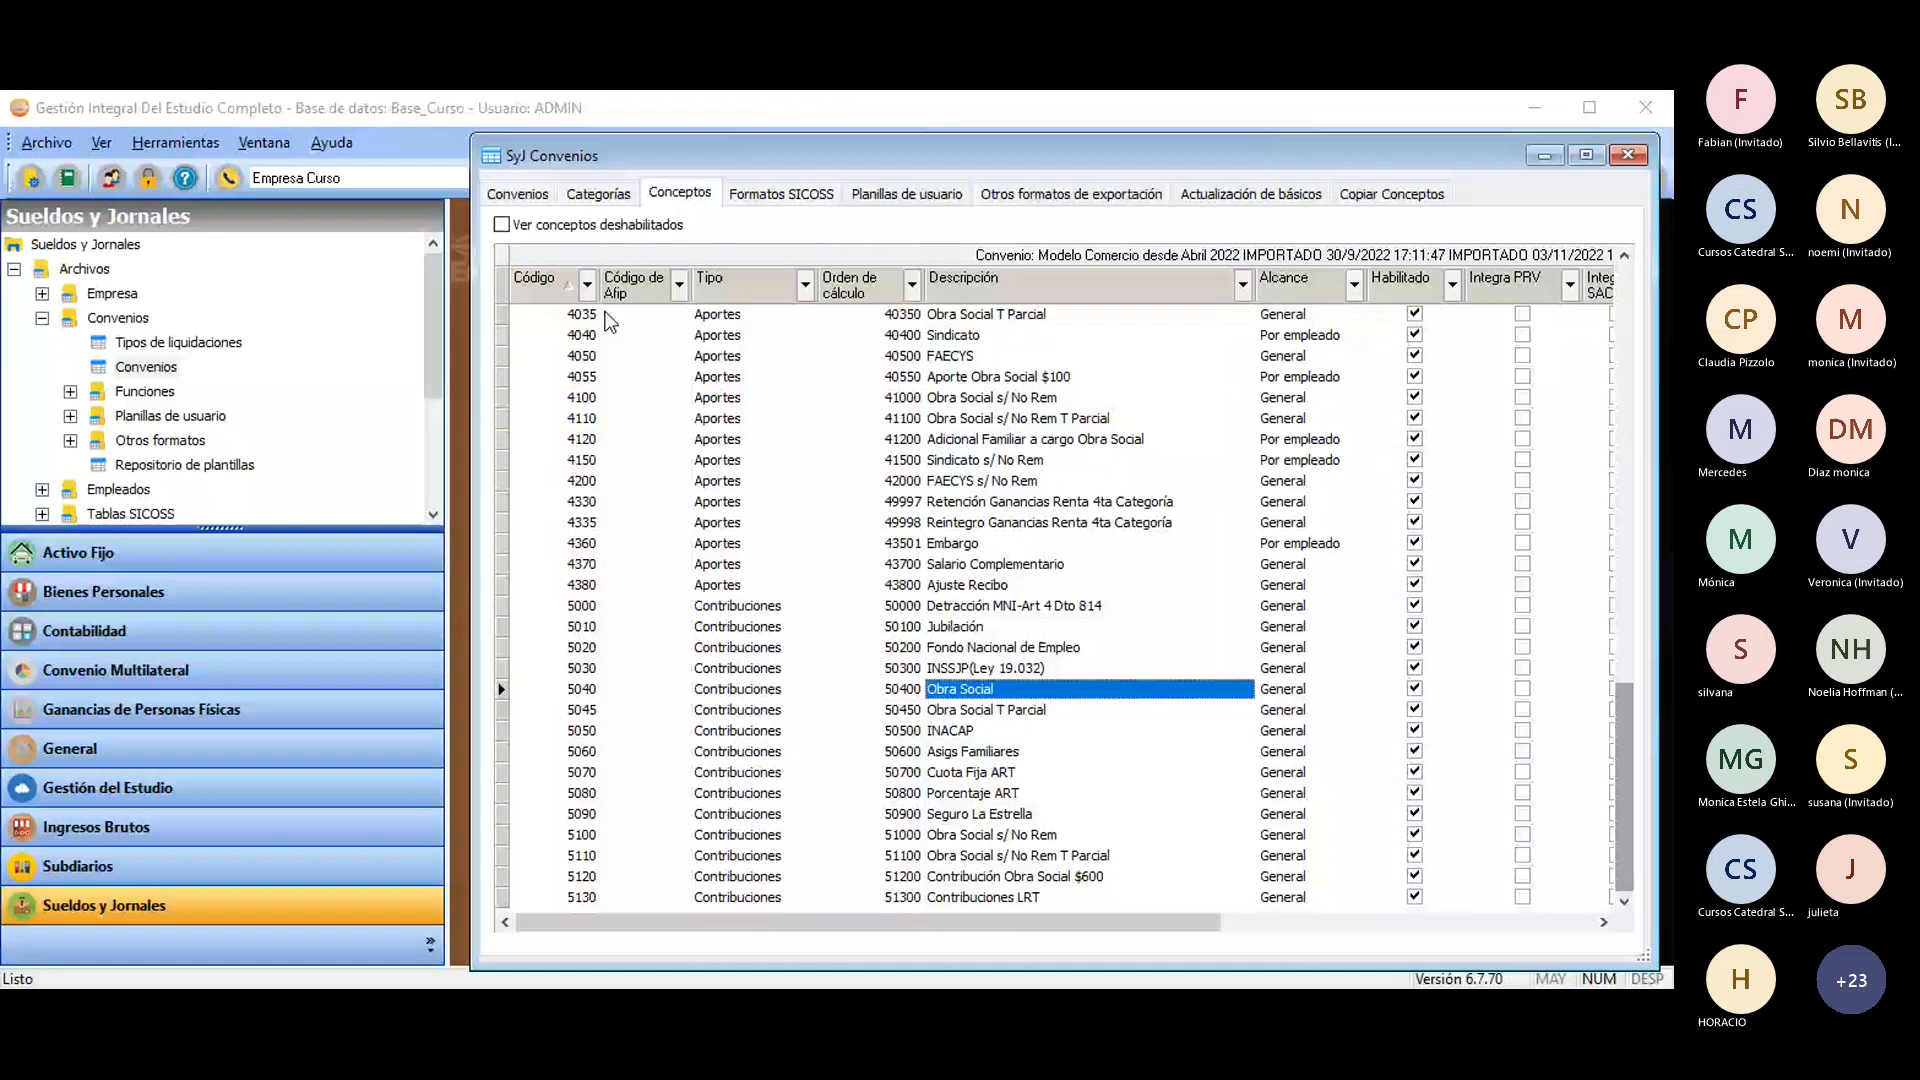 Gestión Integral Del Estudio Completo - Base de datos: Base_Curso - Usuario: ADMIN
Archivo Ver Herramientas Ventana Ayuda
Empresa Curso
Sueldos y Jornales
Sueldos y Jornales
Archivos
Empresa
Convenios
Tipos de liquidaciones
Convenios
Funciones
Planillas de usuario
Otros formatos
Repositorio de plantillas
Empleados
Tablas SICOSS
Activo Fijo
Bienes Personales
Contabilidad
Convenio Multilateral
Ganancias de Personas Físicas
General
Gestión del Estudio
Ingresos Brutos
Subdiarios
Sueldos y Jornales
SyJ Convenios
Convenios Categorías Conceptos Formatos SICOSS Planillas de usuario Otros formatos de exportación Actualización de básicos Copiar Conceptos
Ver conceptos deshabilitados
Convenio: Modelo Comercio desde Abril 2022 IMPORTADO 30/9/2022 17:11:47 IMPORTADO 03/11/2022 1
Código Código de Afip Tipo Orden de cálculo Descripción Alcance Habilitado Integra PRV Integ SAC
4035 Aportes 40350 Obra Social T Parcial General
4040 Aportes 40400 Sindicato Por empleado
4050 Aportes 40500 FAECYS General
4055 Aportes 40550 Aporte Obra Social $100 Por empleado
4100 Aportes 41000 Obra Social s/ No Rem General
4110 Aportes 41100 Obra Social s/ No Rem T Parcial General
4120 Aportes 41200 Adicional Familiar a cargo Obra Social Por empleado
4150 Aportes 41500 Sindicato s/ No Rem Por empleado
4200 Aportes 42000 FAECYS s/ No Rem General
4330 Aportes 49997 Retención Ganancias Renta 4ta Categoría General
4335 Aportes 49998 Reintegro Ganancias Renta 4ta Categoría General
4360 Aportes 43501 Embargo Por empleado
4370 Aportes 43700 Salario Complementario General
4380 Aportes 43800 Ajuste Recibo General
5000 Contribuciones 50000 Detracción MNI-Art 4 Dto 814 General
5010 Contribuciones 50100 Jubilación General
5020 Contribuciones 50200 Fondo Nacional de Empleo General
5030 Contribuciones 50300 INSSJP(Ley 19.032) General
5040 Contribuciones 50400 Obra Social General
5045 Contribuciones 50450 Obra Social T Parcial General
5050 Contribuciones 50500 INACAP General
5060 Contribuciones 50600 Asigs Familiares General
5070 Contribuciones 50700 Cuota Fija ART General
5080 Contribuciones 50800 Porcentaje ART General
5090 Contribuciones 50900 Seguro La Estrella General
5100 Contribuciones 51000 Obra Social s/ No Rem General
5110 Contribuciones 51100 Obra Social s/ No Rem T Parcial General
5120 Contribuciones 51200 Contribución Obra Social $600 General
5130 Contribuciones 51300 Contribuciones LRT General
Listo
Versión 6.7.70 MAY NUM DESP
F SB
Fabian (Invitado) Silvio Bellavitis (I...
CS N
Cursos Catedral S... noemi (Invitado)
CP M
Claudia Pizzolo monica (Invitado)
M DM
Mercedes Diaz monica
M V
Mónica Veronica (Invitado)
S NH
silvana Noelia Hoffman (...
MG S
Monica Estela Ghi... susana (Invitado)
CS J
Cursos Catedral S... julieta
H +23
HORACIO